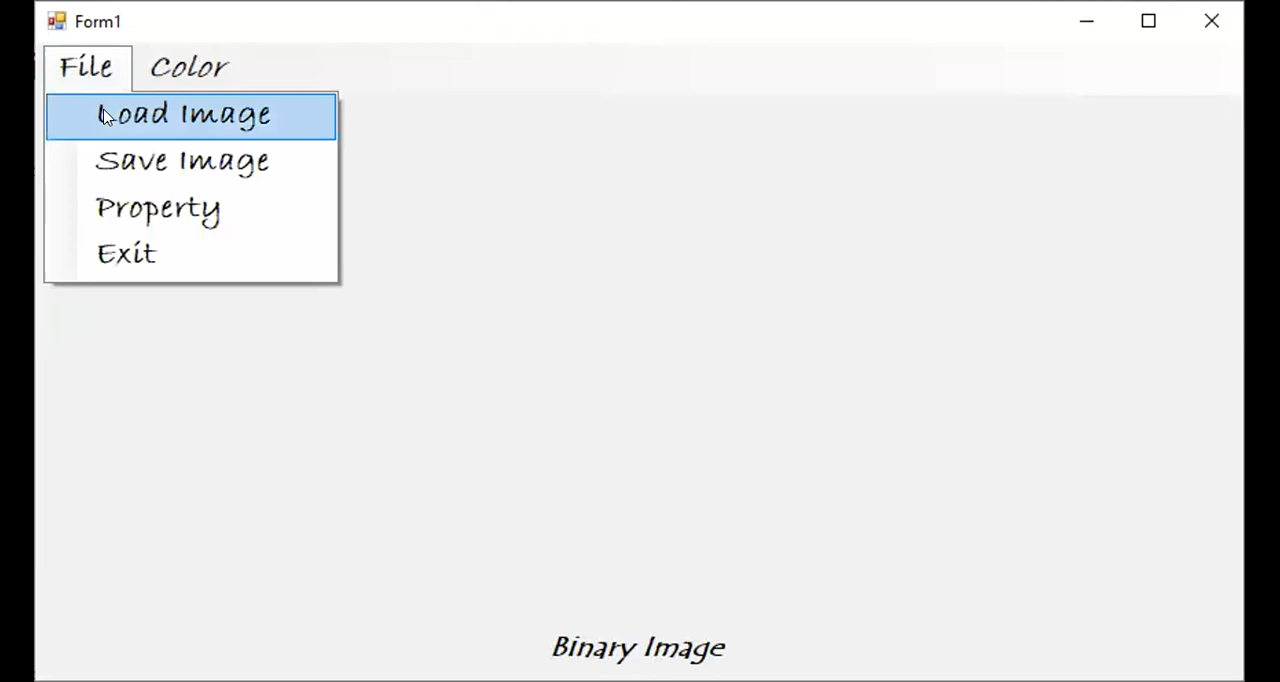 Form1
File Color
Load Image
Save Image
Property
Exit
Binary Image